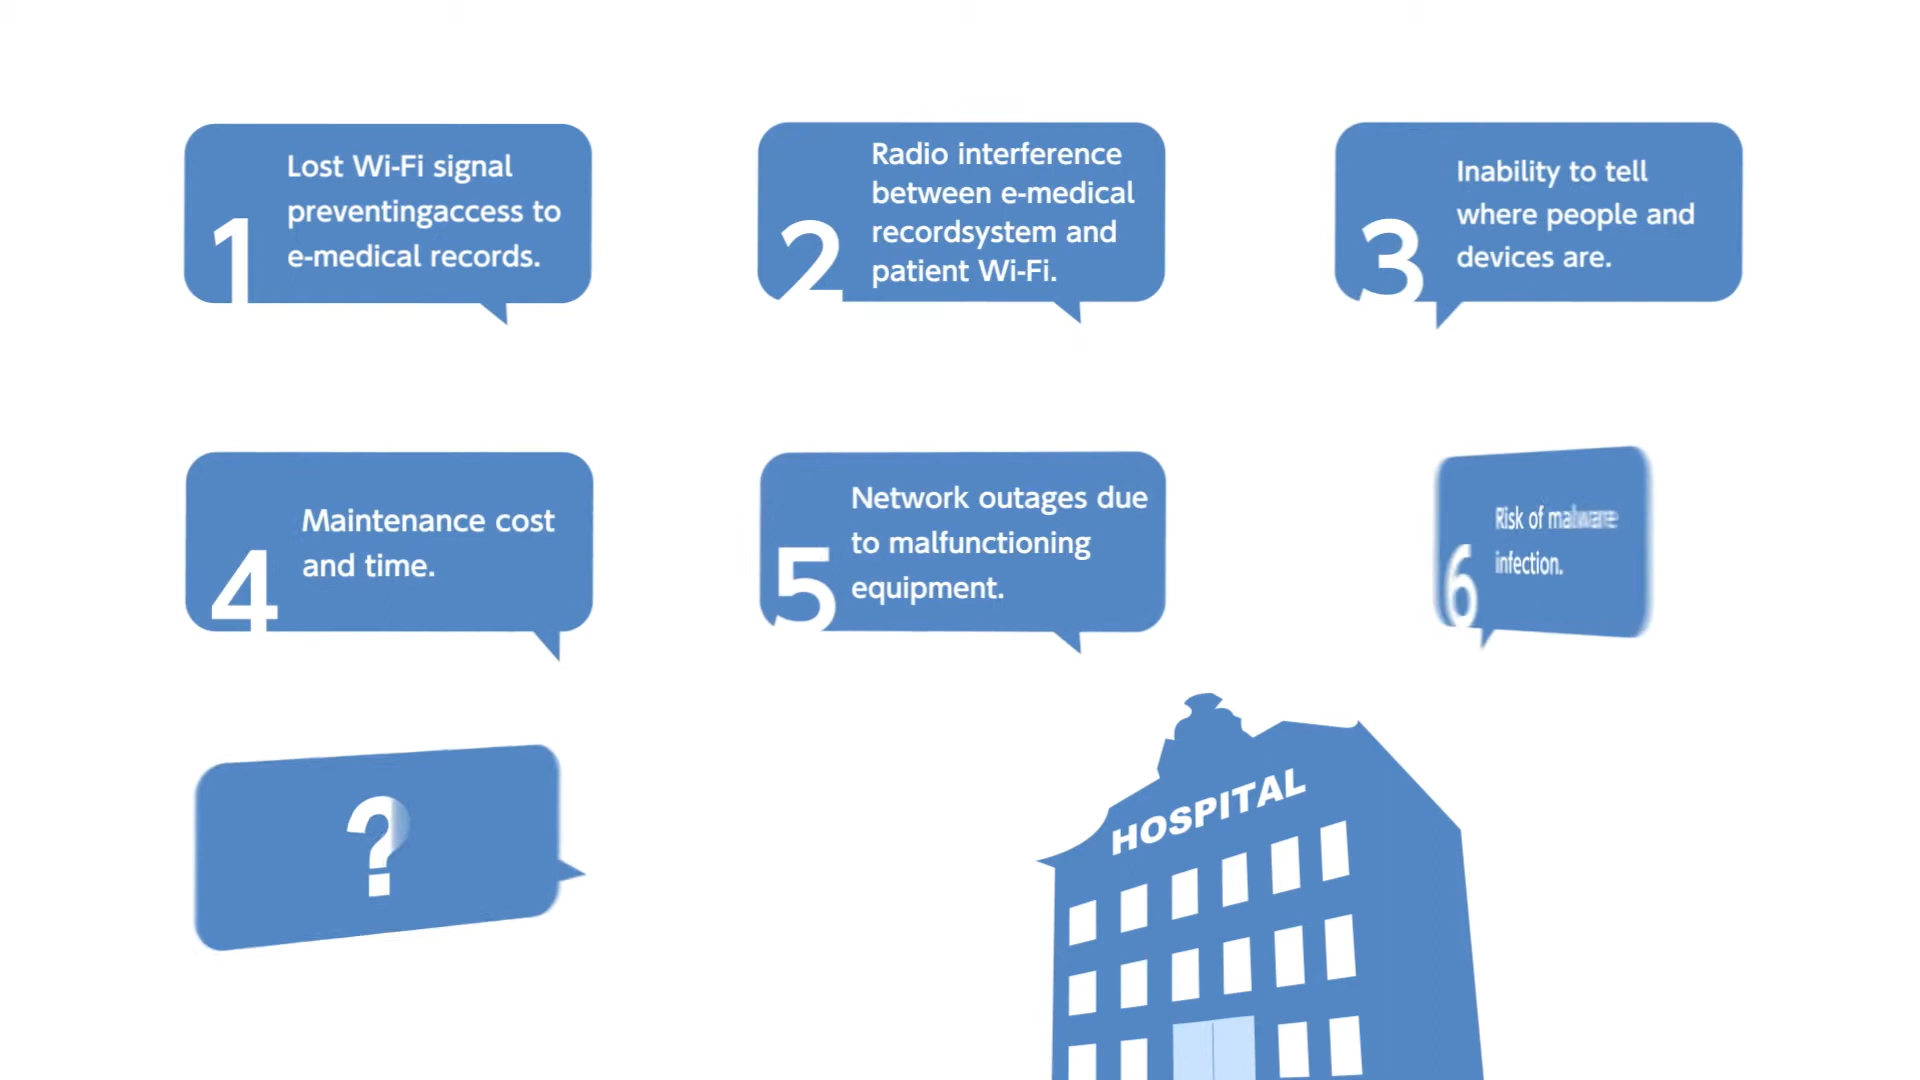 1
Lost Wi-Fi signal
preventingaccess to
e-medical records.
2
Radio interference
between e-medical
recordsystem and
patient Wi-Fi.
3
Inability to tell
where people and
devices are.
4
Maintenance cost
and time.
5
Network outages due
to malfunctioning
equipment.
6
Risk of malware
infection.
?
HOSPITAL